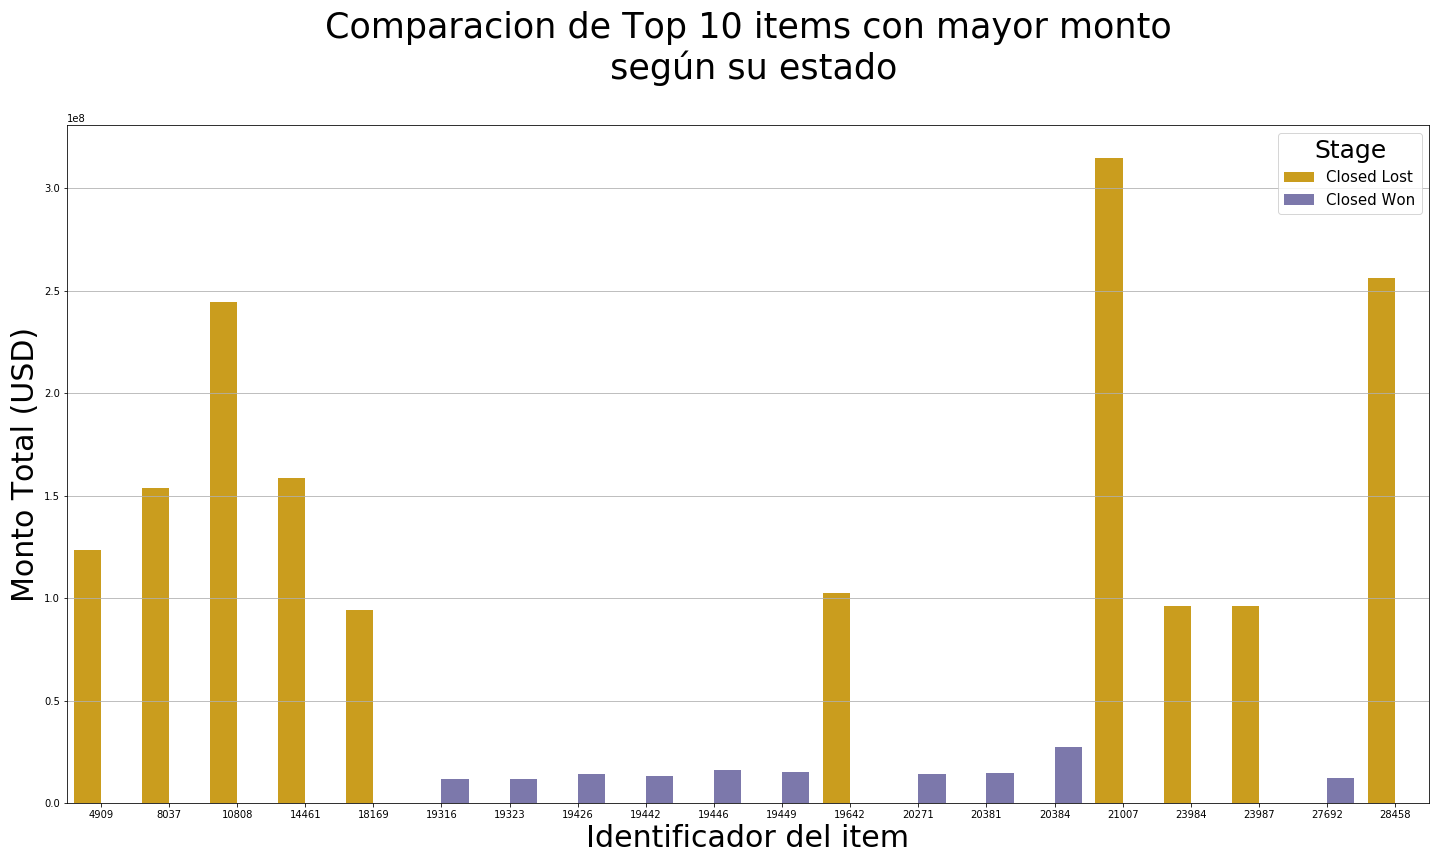 Comparacion de Top 10 items con mayor monto
según su estado
1e8
Stage
Closed Lost
Closed Won
3.0
2.5
2.0
1.5
1.0
0.5
0.0
Monto Total (USD)
4909 8037 10808 14461 18169 19316 19323 19426 19442 19446 19449 19642 20271 20381 20384 21007 23984 23987 27692 28458
Identificador del item